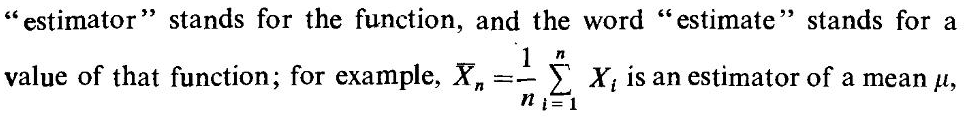 “estimator” stands for the function, and the word “estimate” stands for a
value of that function; for example, X̄ₙ = 1/n ∑ᵢ₌₁ⁿ Xᵢ is an estimator of a mean μ,